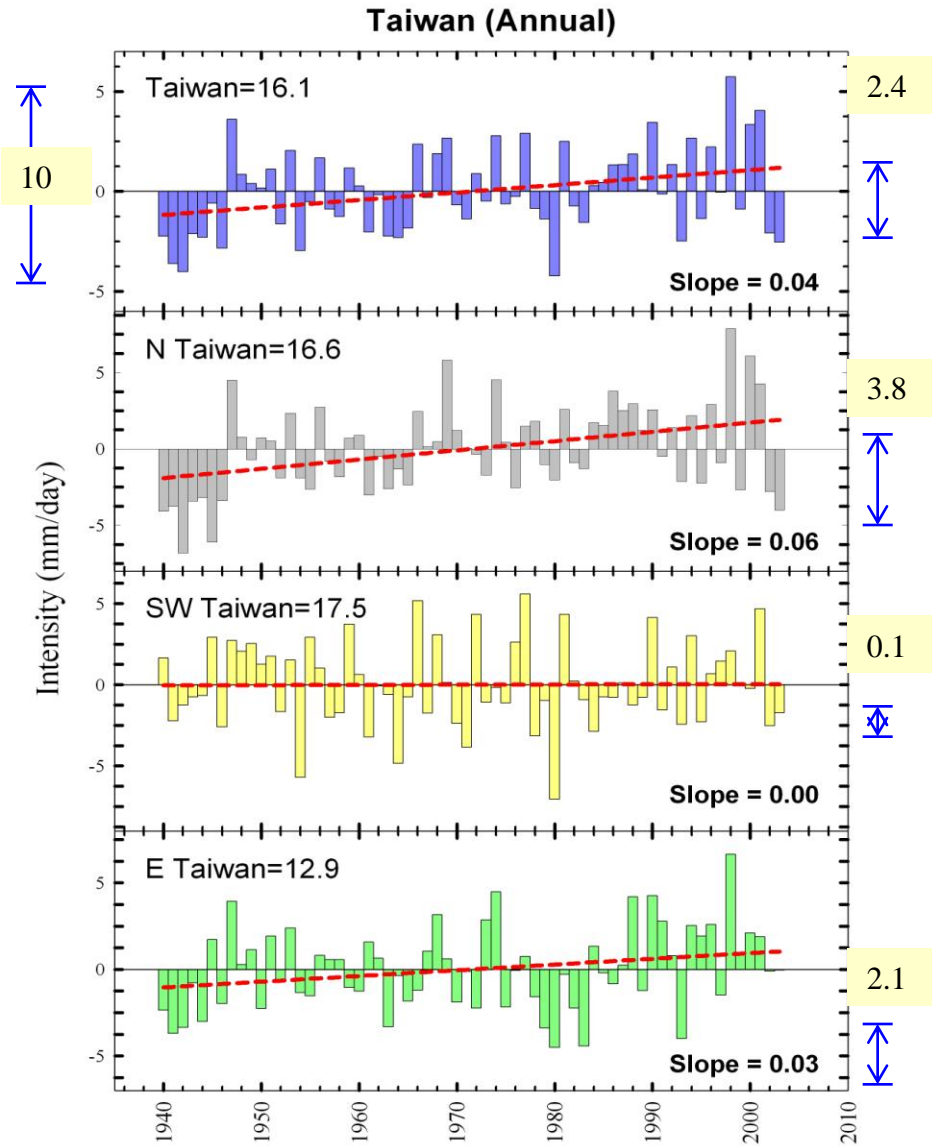 Taiwan (Annual)
Taiwan=16.1
5
0
-5
Slope = 0.04
10
2.4
N Taiwan=16.6
5
0
-5
Slope = 0.06
3.8
Intensity (mm/day)
SW Taiwan=17.5
5
0
-5
Slope = 0.00
0.1
E Taiwan=12.9
5
0
-5
Slope = 0.03
2.1
1940
1950
1960
1970
1980
1990
2000
2010